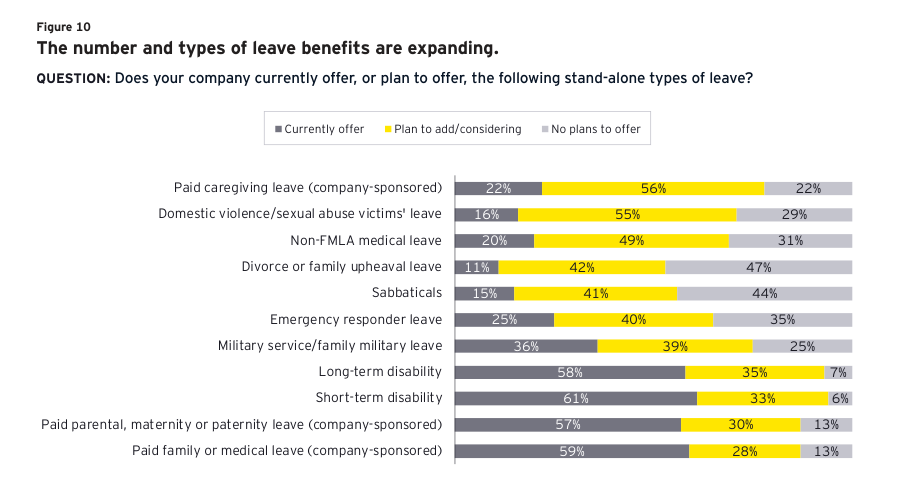 Figure 10
The number and types of leave benefits are expanding.
QUESTION: Does your company currently offer, or plan to offer, the following stand-alone types of leave?
Currently offer Plan to add/considering No plans to offer
Paid caregiving leave (company-sponsored) 22% 56% 22%
Domestic violence/sexual abuse victims' leave 16% 55% 29%
Non-FMLA medical leave 20% 49% 31%
Divorce or family upheaval leave 11% 42% 47%
Sabbaticals 15% 41% 44%
Emergency responder leave 25% 40% 35%
Military service/family military leave 36% 39% 25%
Long-term disability 58% 35% 7%
Short-term disability 61% 33% 6%
Paid parental, maternity or paternity leave (company-sponsored) 57% 30% 13%
Paid family or medical leave (company-sponsored) 59% 28% 13%